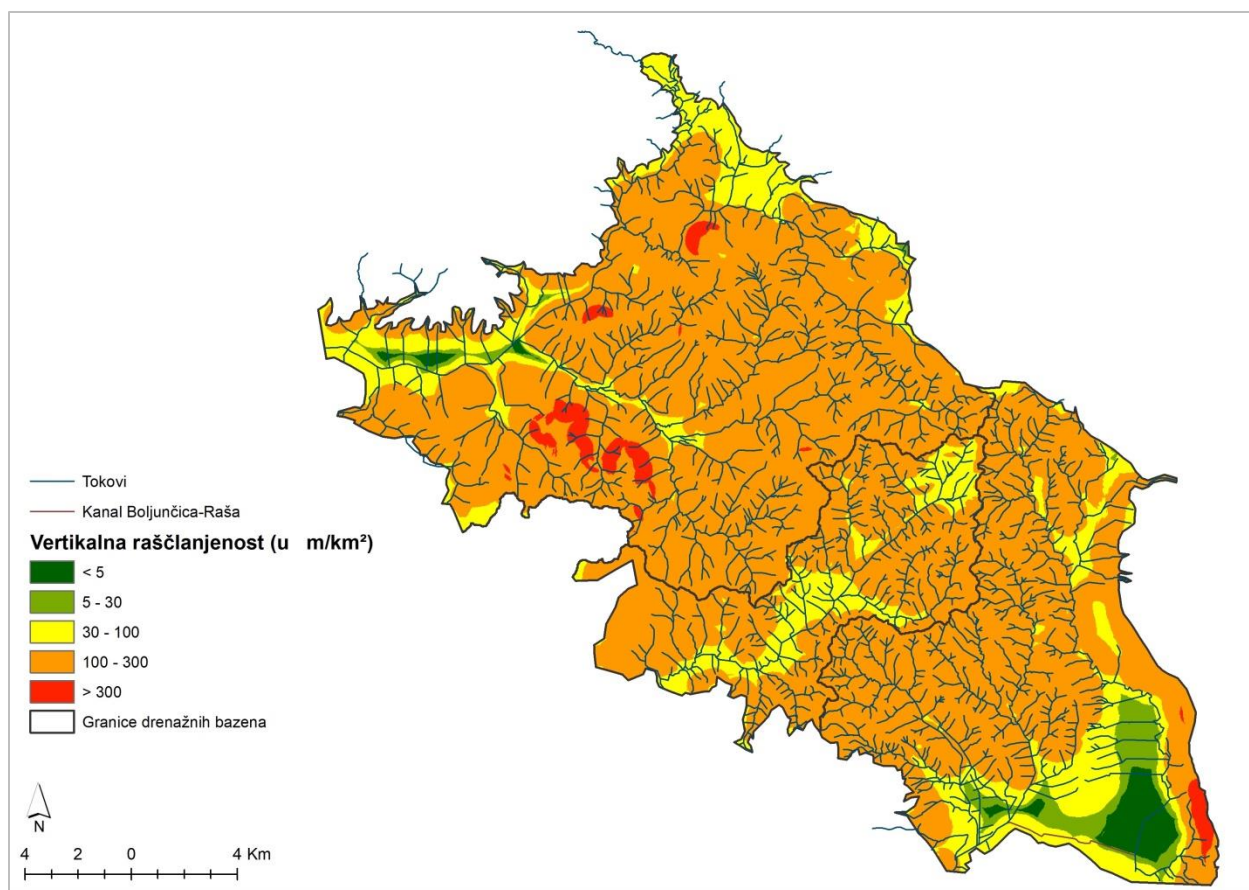 Tokovi
Kanal Boljunčica-Raša
Vertikalna raščlanjenost (u m/km²)
< 5
5 - 30
30 - 100
100 - 300
> 300
Granice drenažnih bazena
N
4 2 0 4 Km